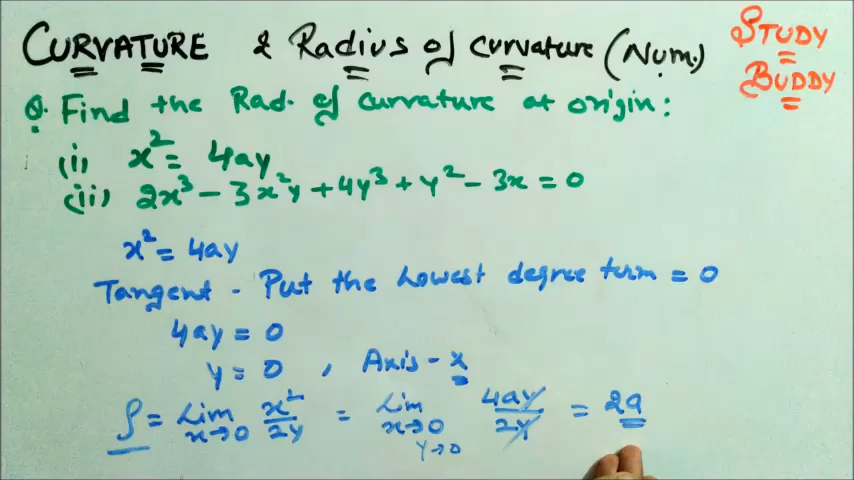 CURVATURE & Radius of curvature (Num.)
STUDY
BUDDY
Q. Find the Rad. of curvature at origin:
(i) x² = 4ay
(ii) 2x³ - 3x²y + 4y³ + y² - 3x = 0
x² = 4ay
Tangent - Put the Lowest degree term = 0
4ay = 0
y = 0 , Axis - x
ρ = Lim x→0 x²/2y = Lim x→0 y→0 4ay/2y = 2a